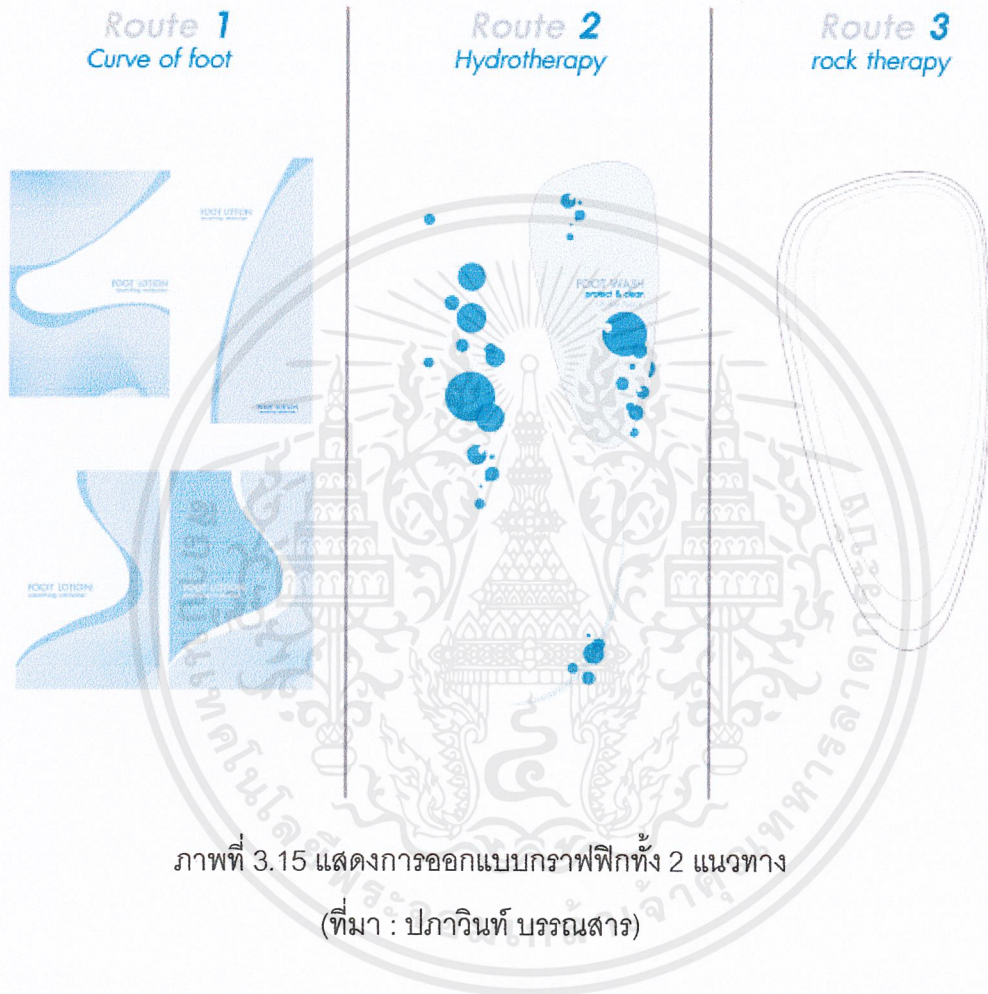 Route 1
Curve of foot
Route 2
Hydrotherapy
Route 3
rock therapy
FOOT LOTION
FOOT LOTION
FOOT LOTION
FOOT LOTION
FOOT WASH
protect & clean
ภาพที่ 3.15 แสดงการออกแบบกราฟฟิกทั้ง 2 แนวทาง
(ที่มา : ปภาวินท์ บรรณสาร)